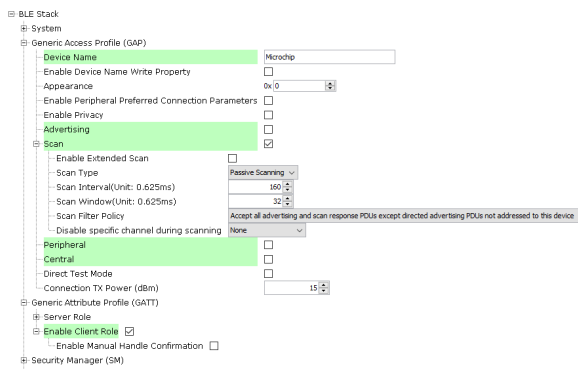 BLE Stack
System
Generic Access Profile (GAP)
Device Name Microchip
Enable Device Name Write Property
Appearance 0x 0
Enable Peripheral Preferred Connection Parameters
Enable Privacy
Advertising
Scan
Enable Extended Scan
Scan Type Passive Scanning
Scan Interval(Unit: 0.625ms) 160
Scan Window(Unit: 0.625ms) 32
Scan Filter Policy Accept all advertising and scan response PDUs except directed advertising PDUs not addressed to this device
Disable specific channel during scanning None
Peripheral
Central
Direct Test Mode
Connection TX Power (dBm) 15
Generic Attribute Profile (GATT)
Server Role
Enable Client Role
Enable Manual Handle Confirmation
Security Manager (SM)